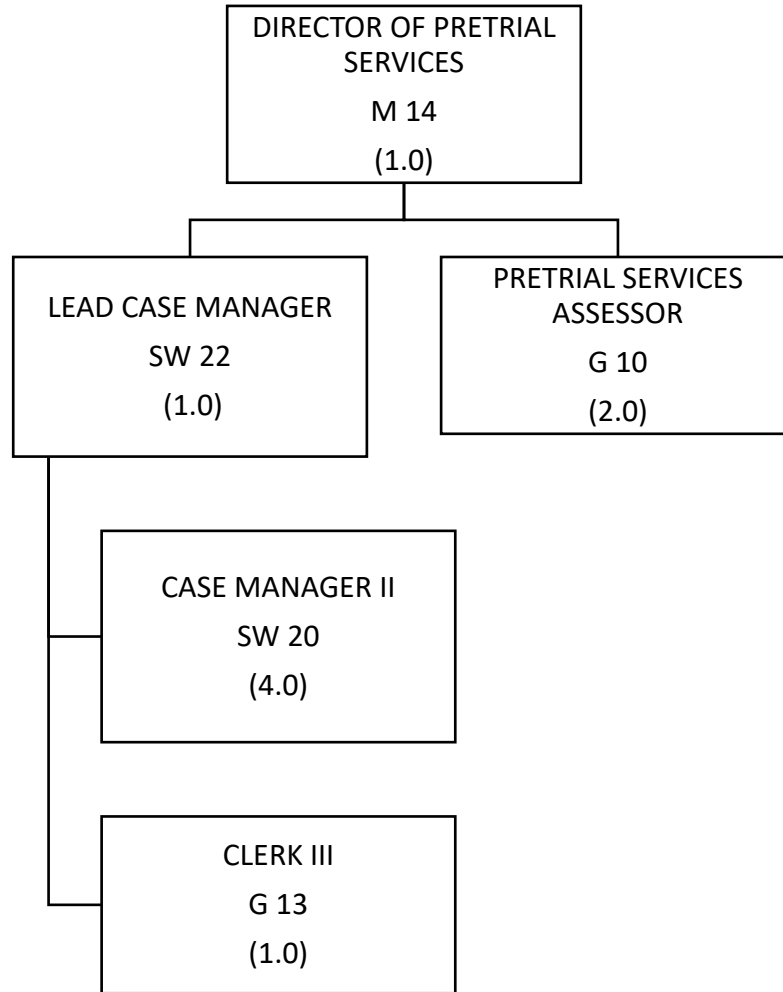 DIRECTOR OF PRETRIAL
SERVICES
M 14
(1.0)
LEAD CASE MANAGER
SW 22
(1.0)
PRETRIAL SERVICES
ASSESSOR
G 10
(2.0)
CASE MANAGER II
SW 20
(4.0)
CLERK III
G 13
(1.0)